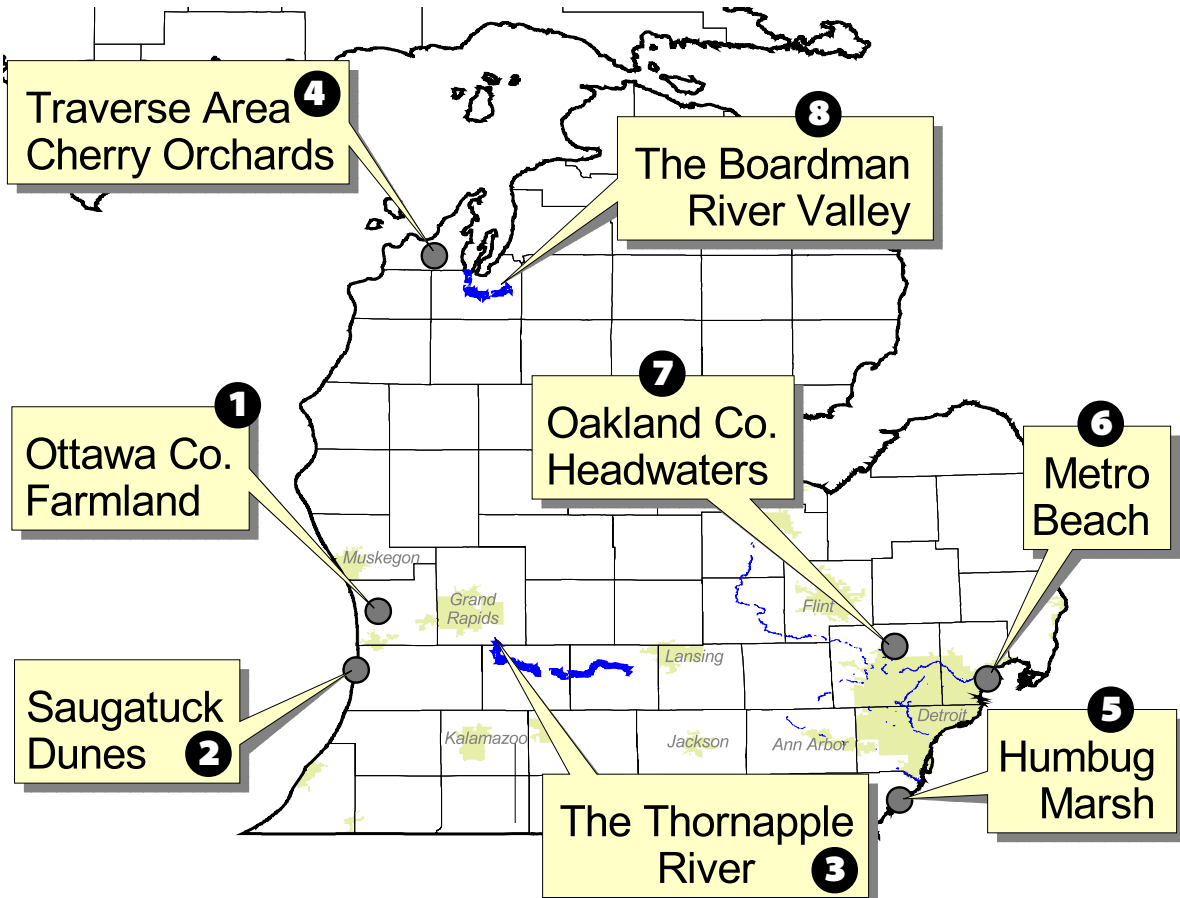 4
Traverse Area
Cherry Orchards
8
The Boardman
River Valley
7
Oakland Co.
Headwaters
1
Ottawa Co.
Farmland
6
Metro
Beach
Muskegon
Grand
Rapids
Flint
Lansing
Saugatuck
Dunes
2
Kalamazoo
Jackson
Ann Arbor
Detroit
5
Humbug
Marsh
The Thornapple
River
3